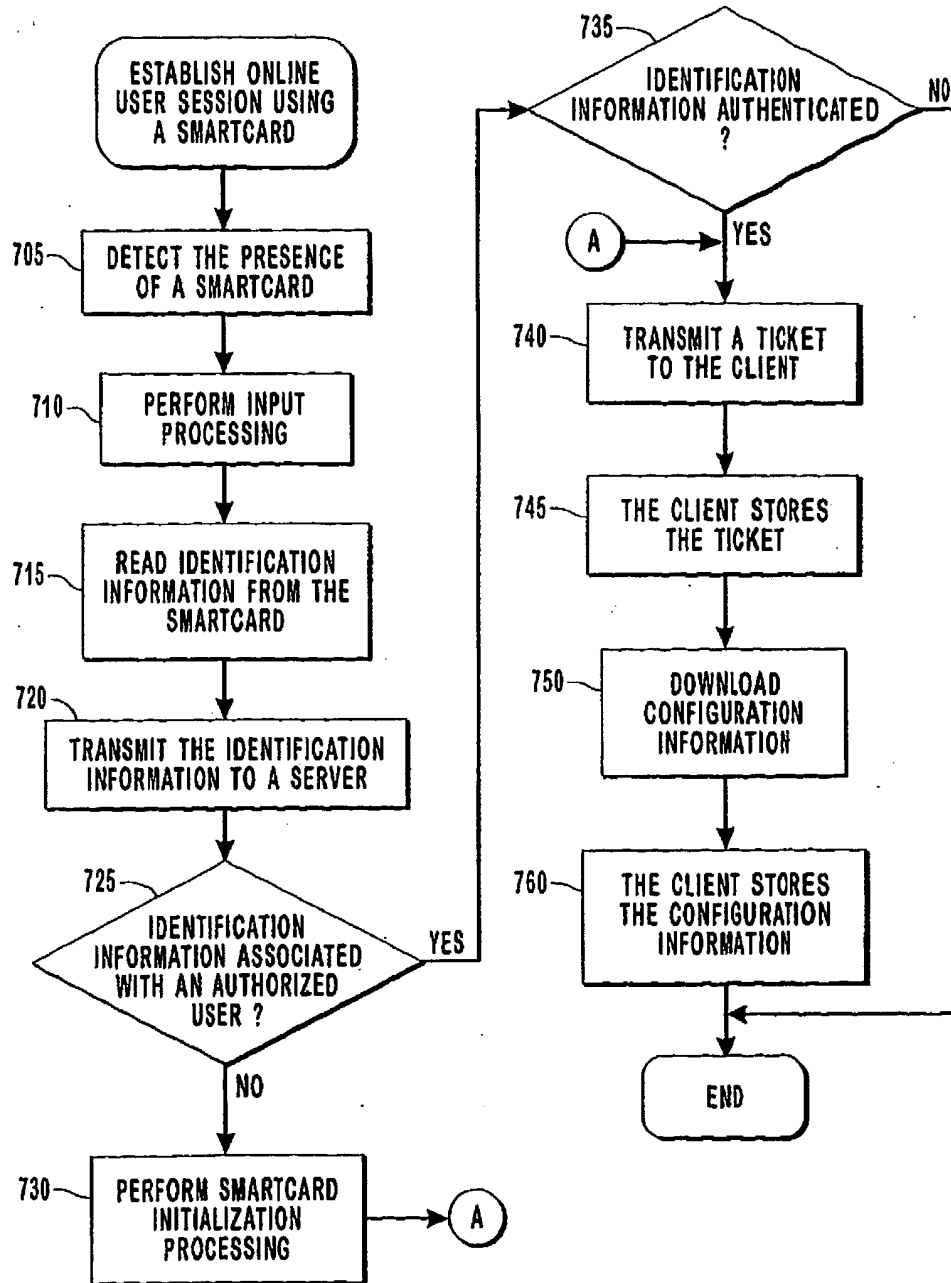 ESTABLISH ONLINE
USER SESSION USING
A SMARTCARD
705
DETECT THE PRESENCE
OF A SMARTCARD
710
PERFORM INPUT
PROCESSING
715
READ IDENTIFICATION
INFORMATION FROM THE
SMARTCARD
720
TRANSMIT THE IDENTIFICATION
INFORMATION TO A SERVER
725
IDENTIFICATION
INFORMATION ASSOCIATED
WITH AN AUTHORIZED
USER ?
YES
NO
730
PERFORM SMARTCARD
INITIALIZATION
PROCESSING
A
735
IDENTIFICATION
INFORMATION AUTHENTICATED
?
NO
A
YES
740
TRANSMIT A TICKET
TO THE CLIENT
745
THE CLIENT STORES
THE TICKET
750
DOWNLOAD
CONFIGURATION
INFORMATION
760
THE CLIENT STORES
THE CONFIGURATION
INFORMATION
END